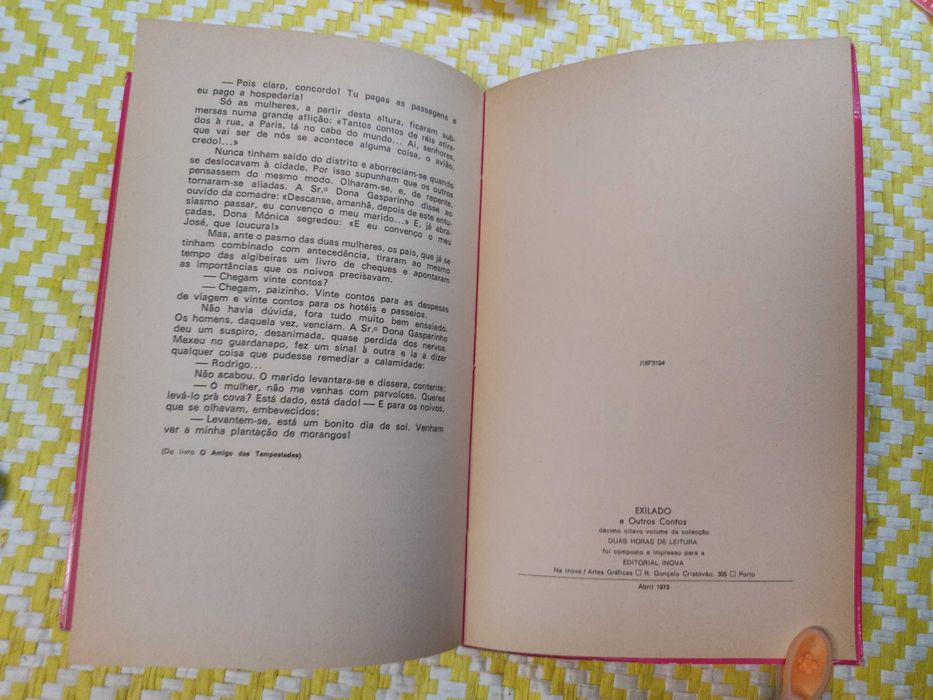 — Pois claro, concordo! Tu pagas as passagens e
eu pago a hospedaria!
Só as mulheres, a partir desta altura, ficaram sub-
mersas numa grande aflição: «Tantos contos de réis atira-
dos à rua, a Paris, lá no cabo do mundo... Ai, senhores,
que vai ser de nós se acontece alguma coisa, o avião,
credo!...»
Nunca tinham saído do distrito e aborreciam-se quando
se deslocavam à cidade. Por isso supunham que os outros
pensassem do mesmo modo. Olharam-se, e, de repente,
tornaram-se aliadas. A Sr.ª Dona Gasparinho disse ao
ouvido da comadre: «Descanse, amanhã, depois de este entu-
siasmo passar, eu convenço o meu marido...» E, já abra-
çadas, Dona Mónica segredou: «E eu convenço o meu
José, que loucura!»
Mas, ante o pasmo das duas mulheres, os pais, que já se
tinham combinado com antecedência, tiraram ao mesmo
tempo das algibeiras um livro de cheques e apontaram
as importâncias que os noivos precisavam.
— Chegam vinte contos?
— Chegam, paizinho. Vinte contos para as despesas
de viagem e vinte contos para os hotéis e passeios.
Não havia dúvida, fora tudo muito bem ensaiado.
Os homens, daquela vez, venciam. A Sr.ª Dona Gasparinho
deu um suspiro, desanimada, quase perdida dos nervos.
Mexeu no guardanapo, fez um sinal à outra e ia a dizer
qualquer coisa que pudesse remediar a calamidade:
— Rodrigo...
Não acabou. O marido levantara-se e dissera, contente:
— Ó mulher, não me venhas com parvoíces. Queres
levá-lo prà cova? Está dado, está dado! — E para os noivos,
que se olhavam, embevecidos:
— Levantem-se, está um bonito dia de sol. Venham
ver a minha plantação de morangos!
(Do livro O Amigo das Tempestades)
J18F3194
EXILADO
e Outros Contos
décimo oitavo volume da colecção
DUAS HORAS DE LEITURA
foi composto e impresso para a
EDITORIAL INOVA
Na Inova / Artes Gráficas □ R. Gonçalo Cristóvão, 305 □ Porto
Abril 1973